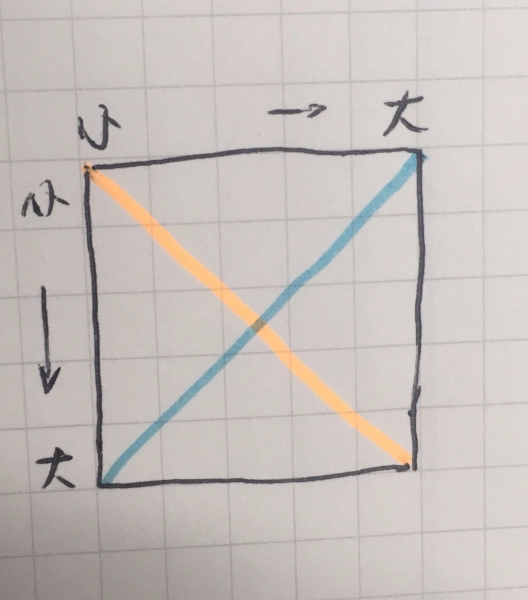 小 → 大
小
↓
大